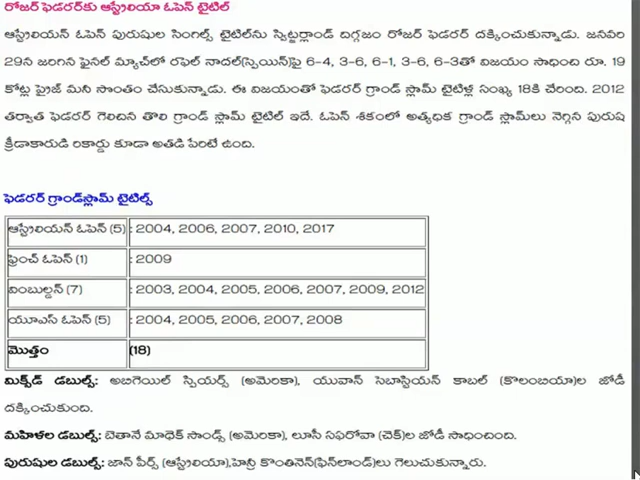 రోజర్ ఫెడరర్‌కు ఆస్ట్రేలియా ఓపెన్ టైటిల్
ఆస్ట్రేలియన్ ఓపెన్ పురుషుల సింగిల్స్ టైటిల్‌ను స్విట్జర్లాండ్ దిగ్గజం రోజర్ ఫెడరర్ దక్కించుకున్నాడు. జనవరి
29న జరిగిన ఫైనల్ మ్యాచ్‌లో రఫెల్ నాదల్(స్పెయిన్)పై 6-4, 3-6, 6-1, 3-6, 6-3తో విజయం సాధించి రూ. 19
కోట్ల ప్రైజ్ మనీ సొంతం చేసుకున్నాడు. ఈ విజయంతో ఫెడరర్ గ్రాండ్ స్లామ్ టైటిళ్ల సంఖ్య 18కి చేరింది. 2012
తర్వాత ఫెడరర్ గెలిచిన తొలి గ్రాండ్ స్లామ్ టైటిల్ ఇదే. ఓపెన్ శకంలో అత్యధిక గ్రాండ్ స్లామ్‌లు నెగ్గిన పురుష
క్రీడాకారుడి రికార్డు కూడా అతడి పేరిటే ఉంది.
ఫెడరర్ గ్రాండ్‌స్లామ్ టైటిల్స్
ఆస్ట్రేలియన్ ఓపెన్ (5) : 2004, 2006, 2007, 2010, 2017
ఫ్రెంచ్ ఓపెన్ (1) : 2009
వింబుల్డన్ (7) : 2003, 2004, 2005, 2006, 2007, 2009, 2012
యూఎస్ ఓపెన్ (5) : 2004, 2005, 2006, 2007, 2008
మొత్తం (18)
మిక్స్‌డ్ డబుల్స్: అబిగెయిల్ స్పియర్స్ (అమెరికా), యువాన్ సెబాస్టియన్ కాబల్ (కొలంబియా)ల జోడీ
దక్కించుకుంది.
మహిళల డబుల్స్: బెతానే మాథెక్ సాండ్స్ (అమెరికా), లూసీ సఫరోవా (చెక్)ల జోడీ సాధించింది.
పురుషుల డబుల్స్: జాన్ పీర్స్ (ఆస్ట్రేలియా),హెన్రి కొంతినెన్(ఫిన్‌లాండ్)లు గెలుచుకున్నారు.